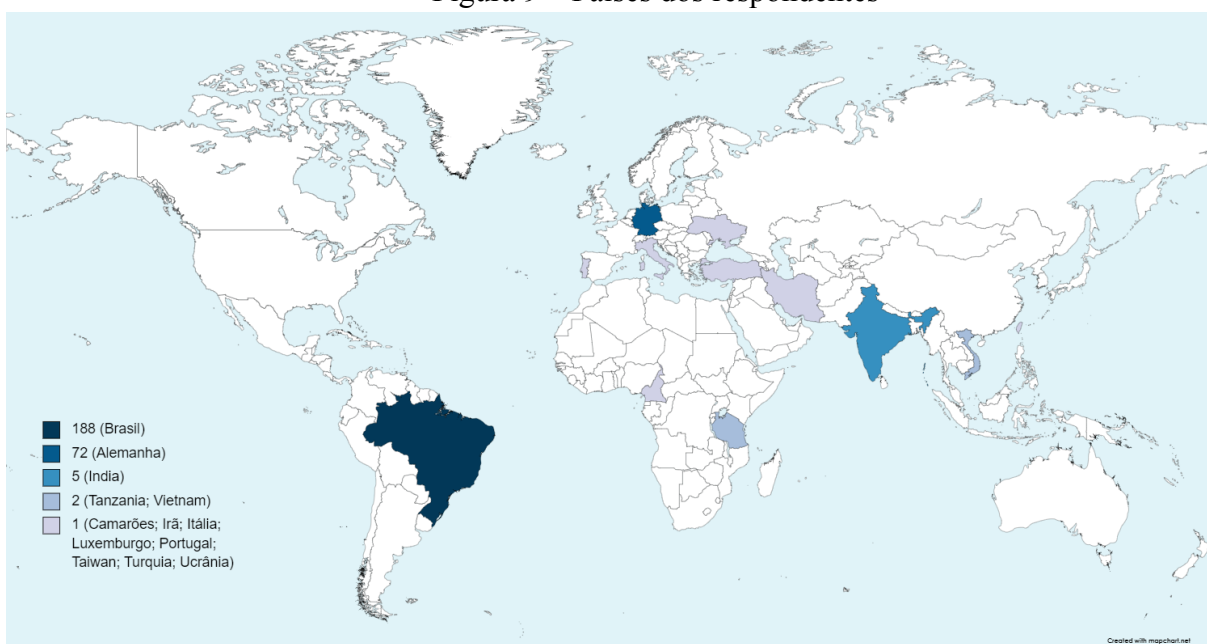 Figura 9 – Países dos respondentes
188 (Brasil)
72 (Alemanha)
5 (India)
2 (Tanzania; Vietnam)
1 (Camarões; Irã; Itália;
Luxemburgo; Portugal;
Taiwan; Turquia; Ucrânia)
Created with mapchart.net